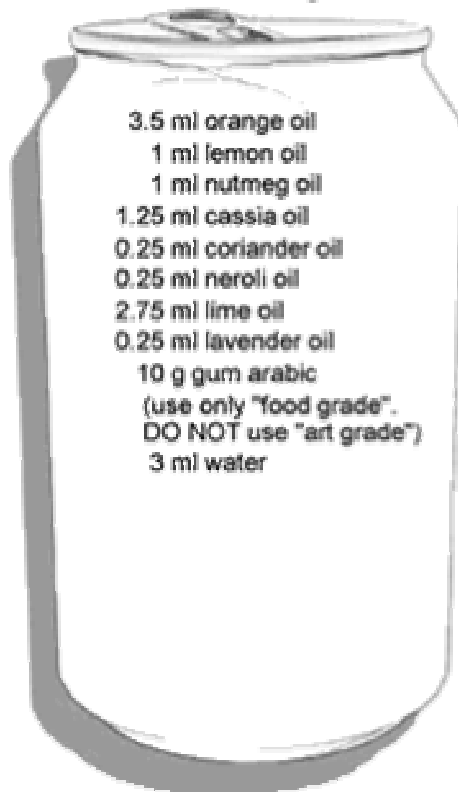 3.5 ml orange oil
1 ml lemon oil
1 ml nutmeg oil
1.25 ml cassia oil
0.25 ml coriander oil
0.25 ml neroli oil
2.75 ml lime oil
0.25 ml lavender oil
10 g gum arabic
(use only "food grade".
DO NOT use "art grade")
3 ml water